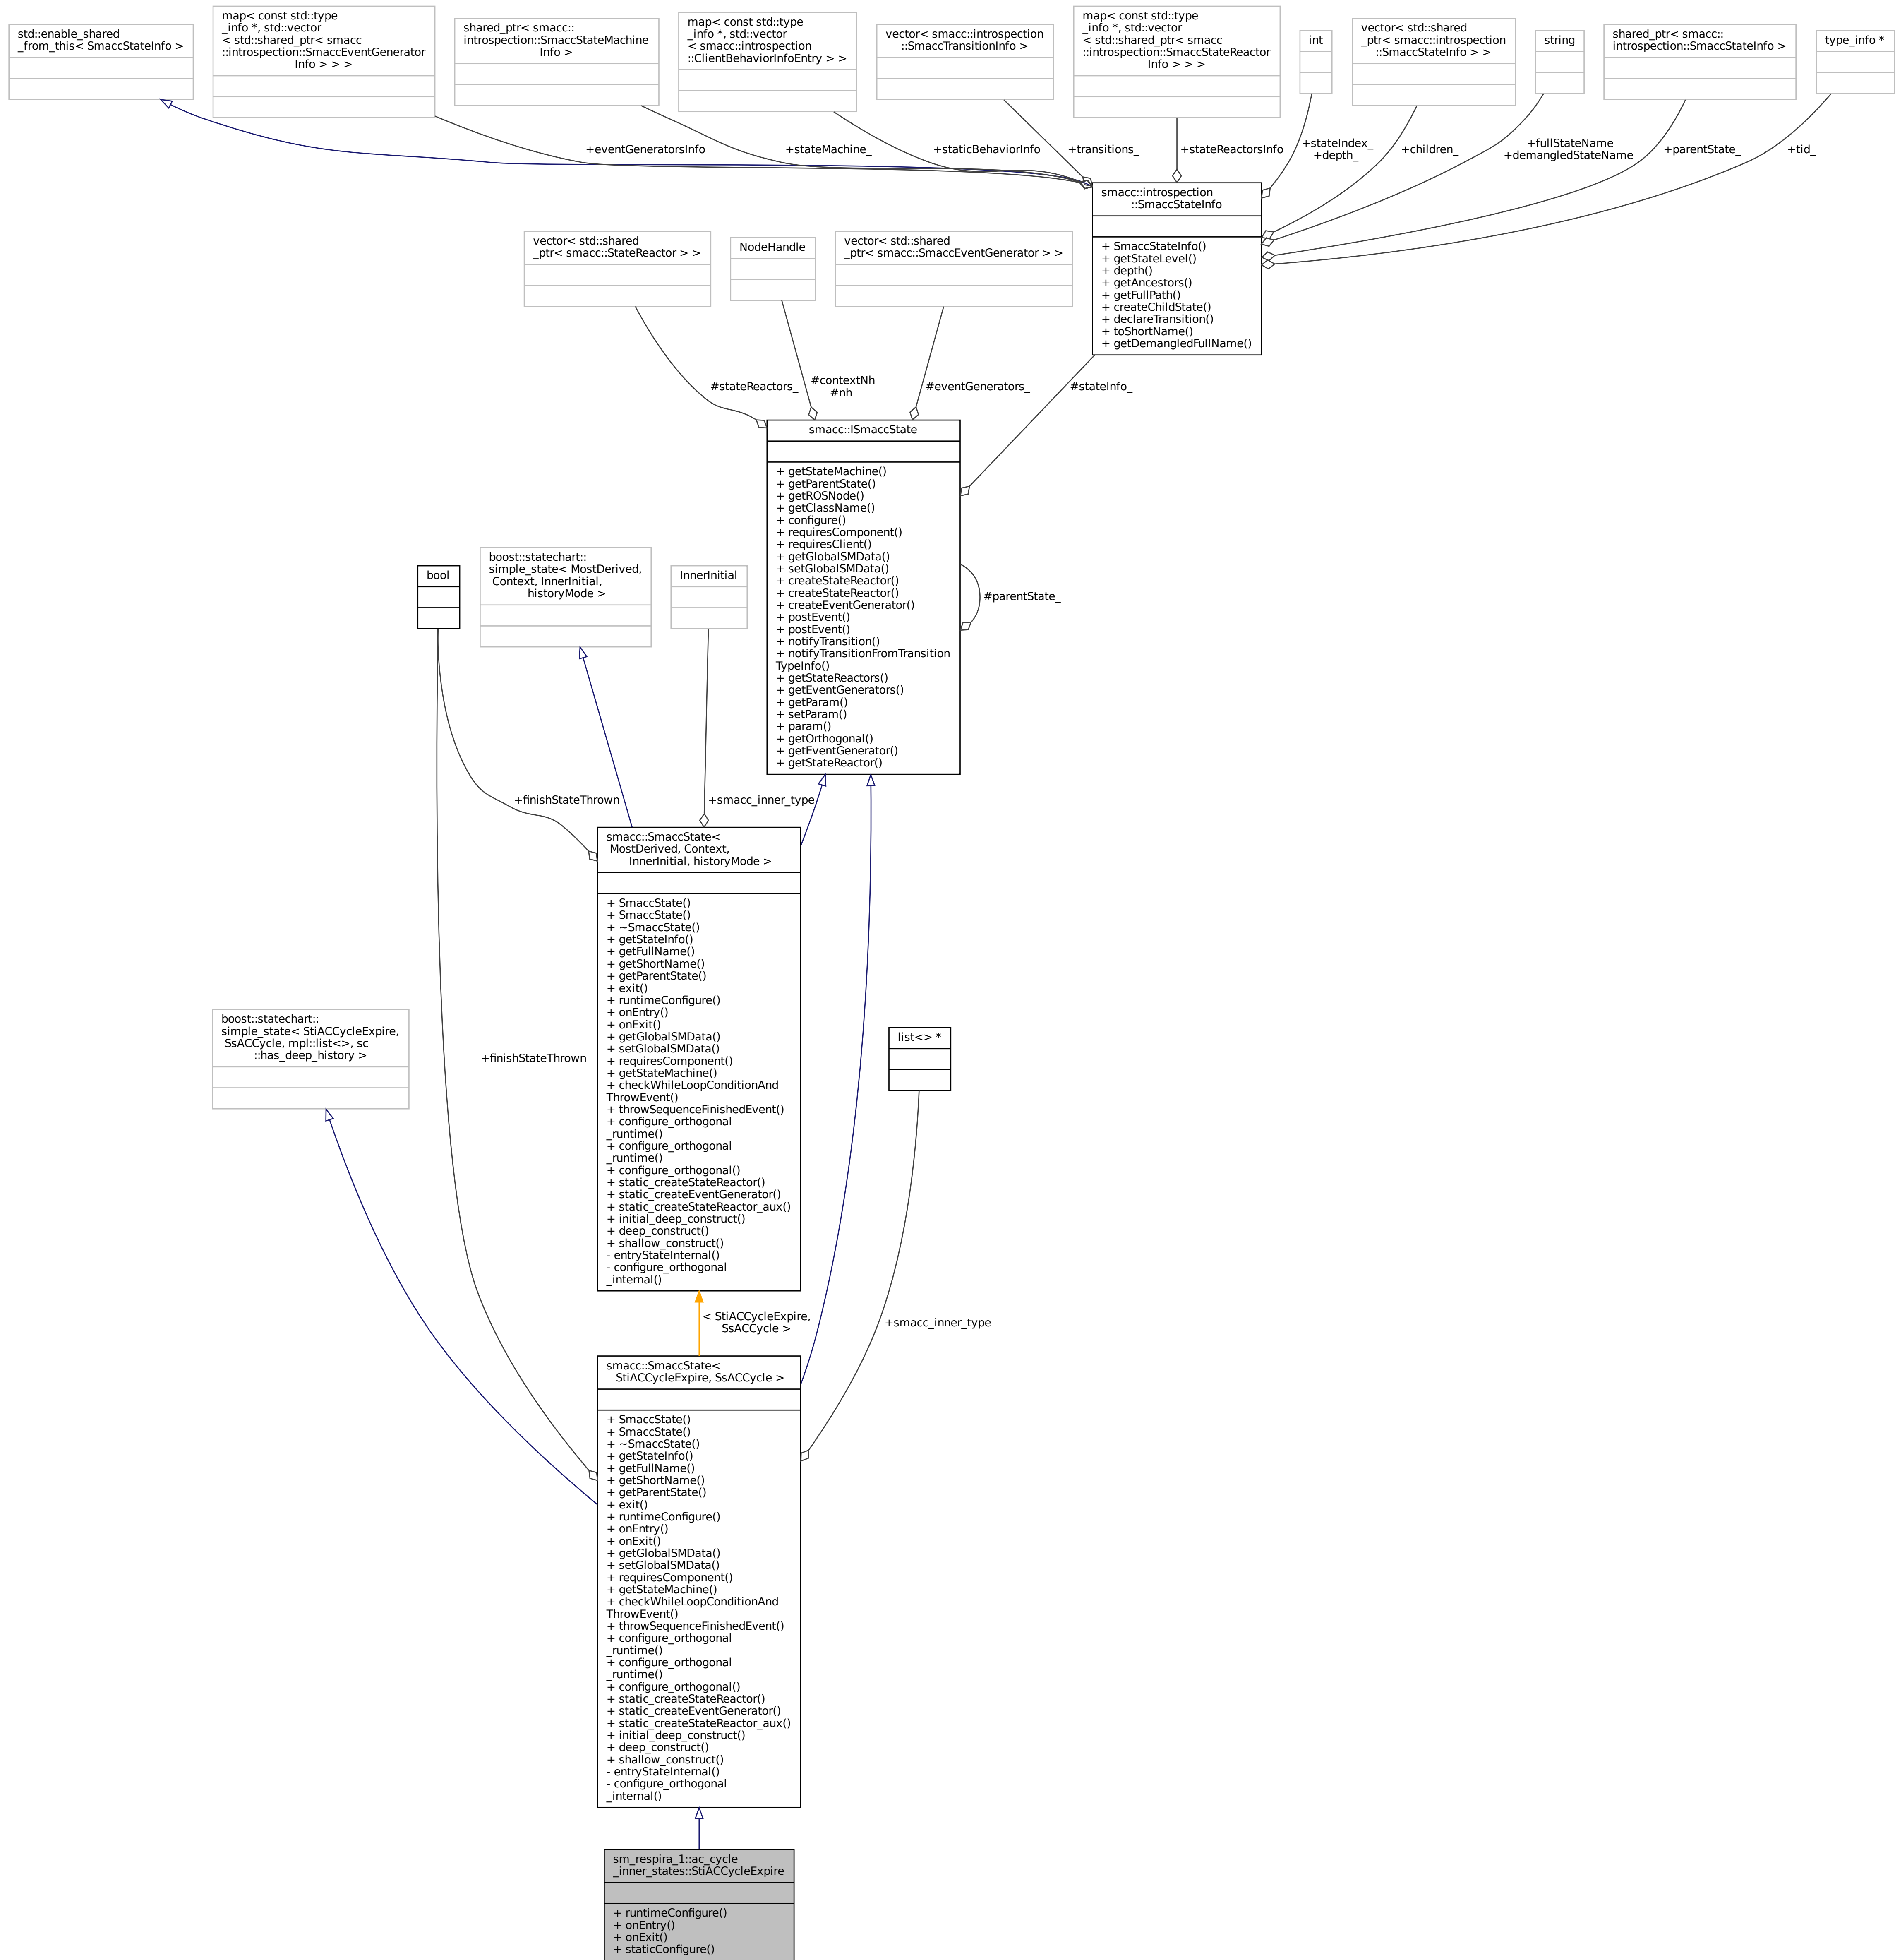 std::enable_shared
_from_this< SmaccStateInfo >
map< const std::type
_info *, std::vector
< std::shared_ptr< smacc
::introspection::SmaccEventGenerator
Info > > >
shared_ptr< smacc::
introspection::SmaccStateMachine
Info >
map< const std::type
_info *, std::vector
< smacc::introspection
::ClientBehaviorInfoEntry > >
vector< smacc::introspection
::SmaccTransitionInfo >
map< const std::type
_info *, std::vector
< std::shared_ptr< smacc
::introspection::SmaccStateReactor
Info > > >
int
vector< std::shared
_ptr< smacc::introspection
::SmaccStateInfo > >
string
shared_ptr< smacc::
introspection::SmaccStateInfo >
type_info *
+eventGeneratorsInfo
+stateMachine_
+staticBehaviorInfo
+transitions_
+stateReactorsInfo
+stateIndex_
+depth_
+children_
+fullStateName
+demangledStateName
+parentState_
+tid_
smacc::introspection
::SmaccStateInfo
+ SmaccStateInfo()
+ getStateLevel()
+ depth()
+ getAncestors()
+ getFullPath()
+ createChildState()
+ declareTransition()
+ toShortName()
+ getDemangledFullName()
vector< std::shared
_ptr< smacc::StateReactor > >
NodeHandle
vector< std::shared
_ptr< smacc::SmaccEventGenerator > >
#stateReactors_
#contextNh
#nh
#eventGenerators_
#stateInfo_
smacc::ISmaccState
+ getStateMachine()
+ getParentState()
+ getROSNode()
+ getClassName()
+ configure()
+ requiresComponent()
+ requiresClient()
+ getGlobalSMData()
+ setGlobalSMData()
+ createStateReactor()
+ createStateReactor()
+ createEventGenerator()
+ postEvent()
+ postEvent()
+ notifyTransition()
+ notifyTransitionFromTransition
TypeInfo()
+ getStateReactors()
+ getEventGenerators()
+ getParam()
+ setParam()
+ param()
+ getOrthogonal()
+ getEventGenerator()
+ getStateReactor()
#parentState_
bool
boost::statechart::
simple_state< MostDerived,
Context, InnerInitial,
historyMode >
InnerInitial
+finishStateThrown
+smacc_inner_type
smacc::SmaccState<
MostDerived, Context,
InnerInitial, historyMode >
+ SmaccState()
+ SmaccState()
+ ~SmaccState()
+ getStateInfo()
+ getFullName()
+ getShortName()
+ getParentState()
+ exit()
+ runtimeConfigure()
+ onEntry()
+ onExit()
+ getGlobalSMData()
+ setGlobalSMData()
+ requiresComponent()
+ getStateMachine()
+ checkWhileLoopConditionAnd
ThrowEvent()
+ throwSequenceFinishedEvent()
+ configure_orthogonal
_runtime()
+ configure_orthogonal
_runtime()
+ configure_orthogonal()
+ static_createStateReactor()
+ static_createEventGenerator()
+ static_createStateReactor_aux()
+ initial_deep_construct()
+ deep_construct()
+ shallow_construct()
- entryStateInternal()
- configure_orthogonal
_internal()
boost::statechart::
simple_state< StiACCycleExpire,
SsACCycle, mpl::list<>, sc
::has_deep_history >
+finishStateThrown
list<> *
< StiACCycleExpire,
SsACCycle >
+smacc_inner_type
smacc::SmaccState<
StiACCycleExpire, SsACCycle >
+ SmaccState()
+ SmaccState()
+ ~SmaccState()
+ getStateInfo()
+ getFullName()
+ getShortName()
+ getParentState()
+ exit()
+ runtimeConfigure()
+ onEntry()
+ onExit()
+ getGlobalSMData()
+ setGlobalSMData()
+ requiresComponent()
+ getStateMachine()
+ checkWhileLoopConditionAnd
ThrowEvent()
+ throwSequenceFinishedEvent()
+ configure_orthogonal
_runtime()
+ configure_orthogonal
_runtime()
+ configure_orthogonal()
+ static_createStateReactor()
+ static_createEventGenerator()
+ static_createStateReactor_aux()
+ initial_deep_construct()
+ deep_construct()
+ shallow_construct()
- entryStateInternal()
- configure_orthogonal
_internal()
sm_respira_1::ac_cycle
_inner_states::StiACCycleExpire
+ runtimeConfigure()
+ onEntry()
+ onExit()
+ staticConfigure()